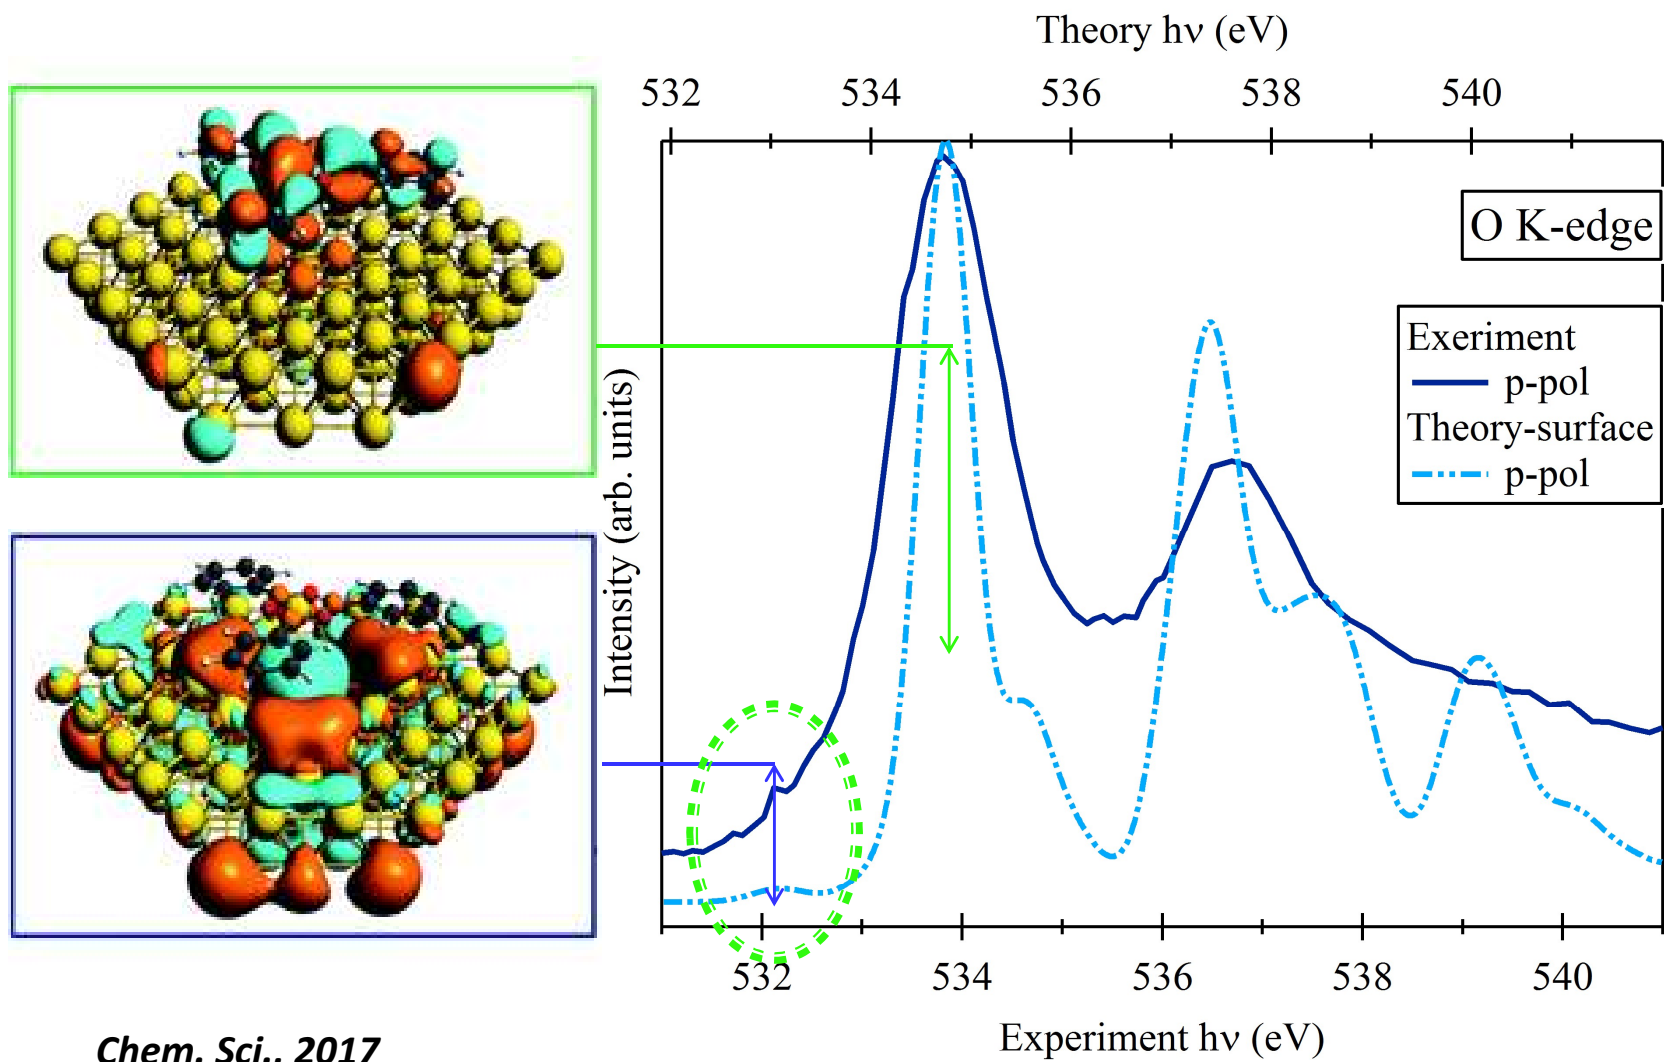 Theory hν (eV)
532 534 536 538 540
O K-edge
Exeriment
p-pol
Theory-surface
p-pol
Intensity (arb. units)
532 534 536 538 540
Experiment hν (eV)
Chem. Sci., 2017